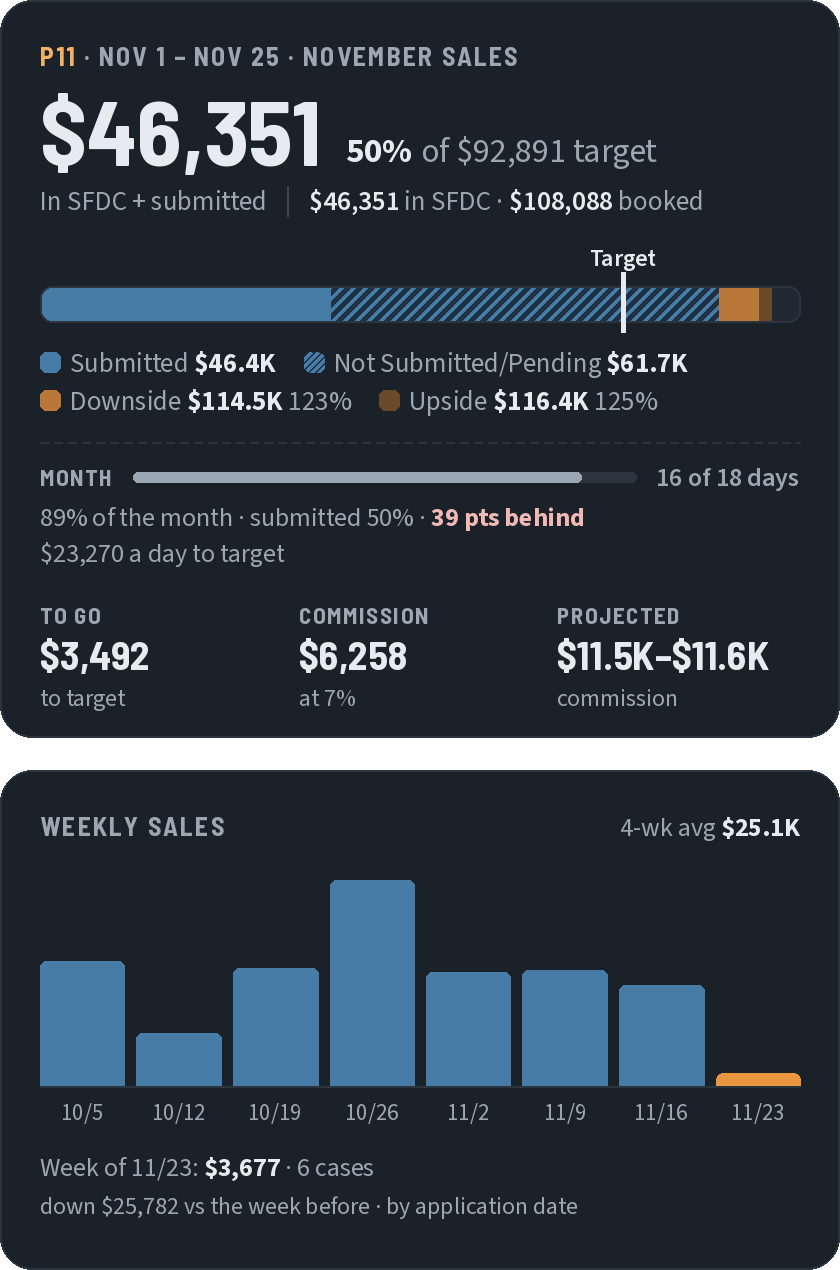 P11 · NOV 1 – NOV 25 · NOVEMBER SALES
$46,351 50% of $92,891 target
In SFDC + submitted $46,351 in SFDC · $108,088 booked
Target
Submitted $46.4K Not Submitted/Pending $61.7K
Downside $114.5K 123% Upside $116.4K 125%
MONTH 16 of 18 days
89% of the month · submitted 50% · 39 pts behind
$23,270 a day to target
TO GO COMMISSION PROJECTED
$3,492 $6,258 $11.5K–$11.6K
to target at 7% commission
WEEKLY SALES 4-wk avg $25.1K
10/5 10/12 10/19 10/26 11/2 11/9 11/16 11/23
Week of 11/23: $3,677 · 6 cases
down $25,782 vs the week before · by application date